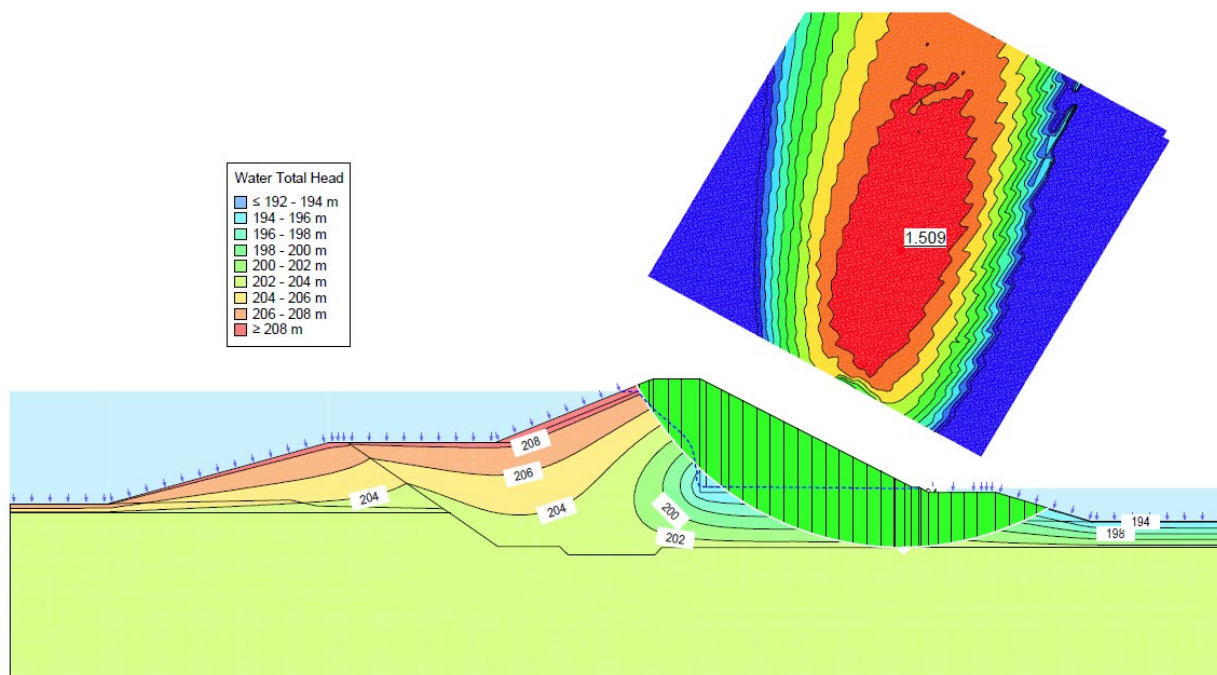 Water Total Head
≤ 192 - 194 m
194 - 196 m
196 - 198 m
198 - 200 m
200 - 202 m
202 - 204 m
204 - 206 m
206 - 208 m
≥ 208 m
1.509
208
206
204
204
200
202
194
198